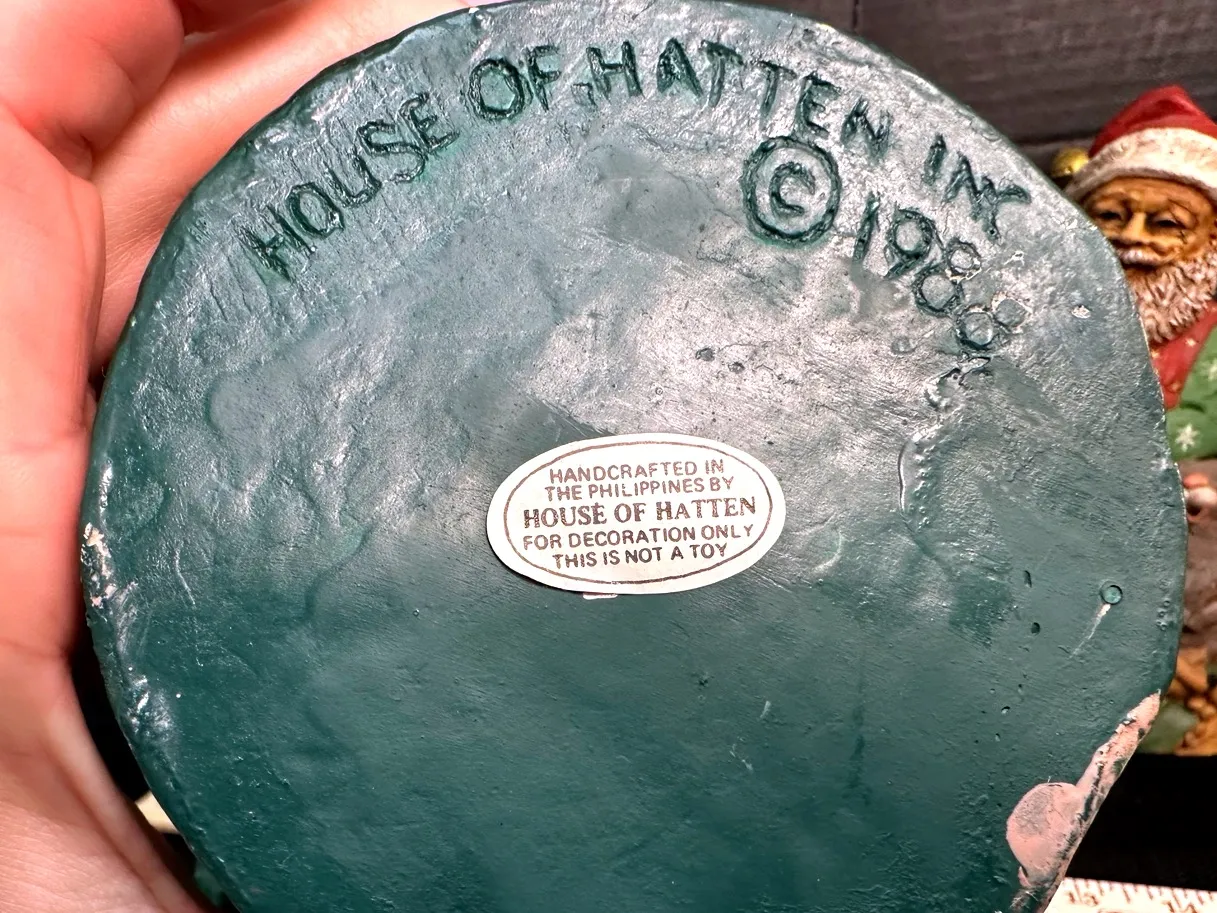 HOUSE OF HATTEN INC
© 1988
HANDCRAFTED IN
THE PHILIPPINES BY
HOUSE OF HATTEN
FOR DECORATION ONLY
THIS IS NOT A TOY